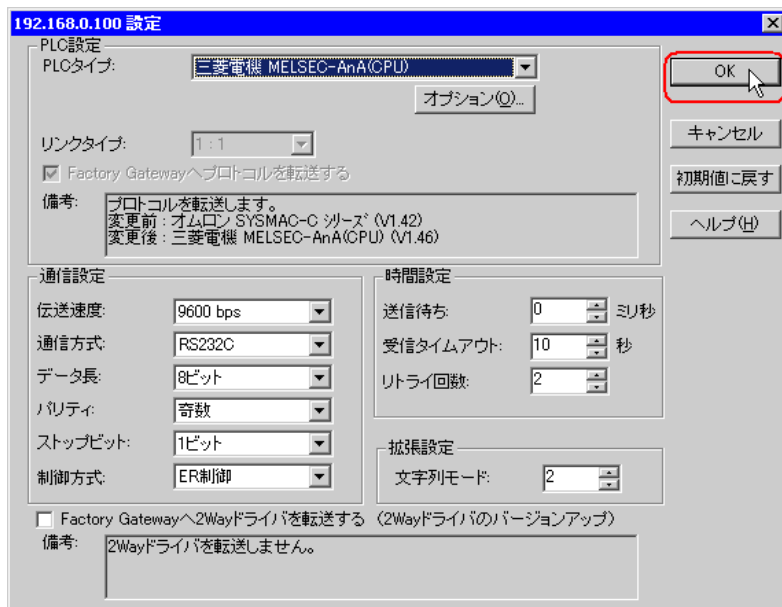 192.168.0.100 設定
PLC設定
PLCタイプ:
三菱電機 MELSEC-AnA(CPU)
オプション(O)...
リンクタイプ:
1 : 1
Factory Gatewayへプロトコルを転送する
備考:
プロトコルを転送します。
変更前 : オムロン SYSMAC-C シリーズ (V1.42)
変更後 : 三菱電機 MELSEC-AnA(CPU) (V1.46)
OK
キャンセル
初期値に戻す
ヘルプ(H)
通信設定
伝送速度:
9600 bps
通信方式:
RS232C
データ長:
8ビット
パリティ:
奇数
ストップビット:
1ビット
制御方式:
ER制御
時間設定
送信待ち:
0
ミリ秒
受信タイムアウト:
10
秒
リトライ回数:
2
拡張設定
文字列モード:
2
Factory Gatewayへ2Wayドライバを転送する (2Wayドライバのバージョンアップ)
備考:
2Wayドライバを転送しません。